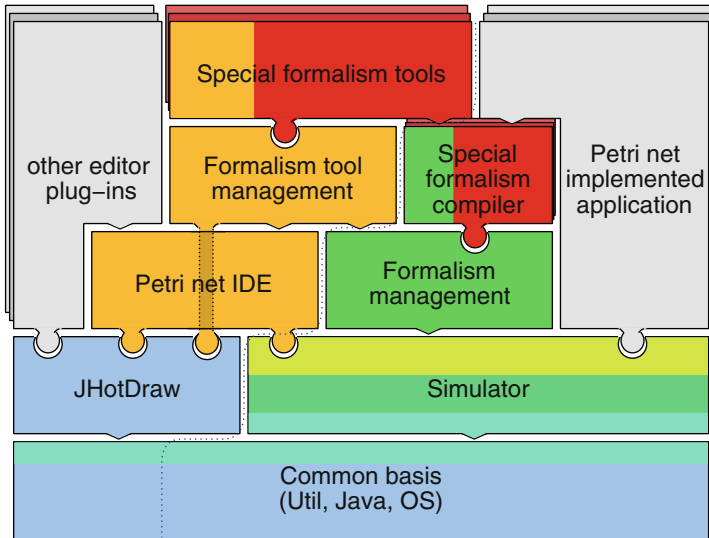 Special formalism tools
other editor
plug–ins
Formalism tool
management
Special
formalism
compiler
Petri net
implemented
application
Petri net IDE
Formalism
management
JHotDraw
Simulator
Common basis
(Util, Java, OS)